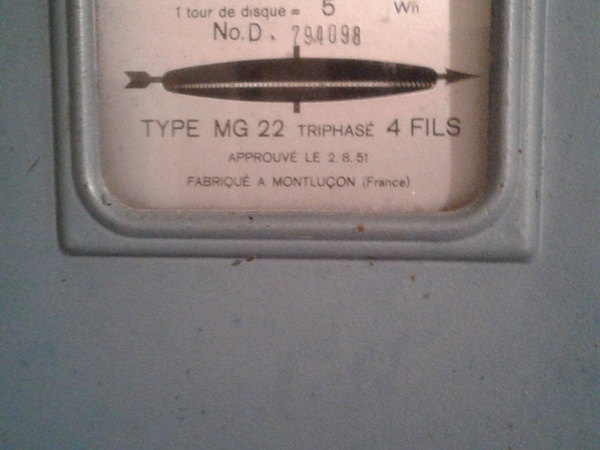 1 tour de disque = 5 Wh
No.D. 794098
TYPE MG 22 TRIPHASÉ 4 FILS
APPROUVÉ LE 2.8.51
FABRIQUÉ A MONTLUÇON (France)